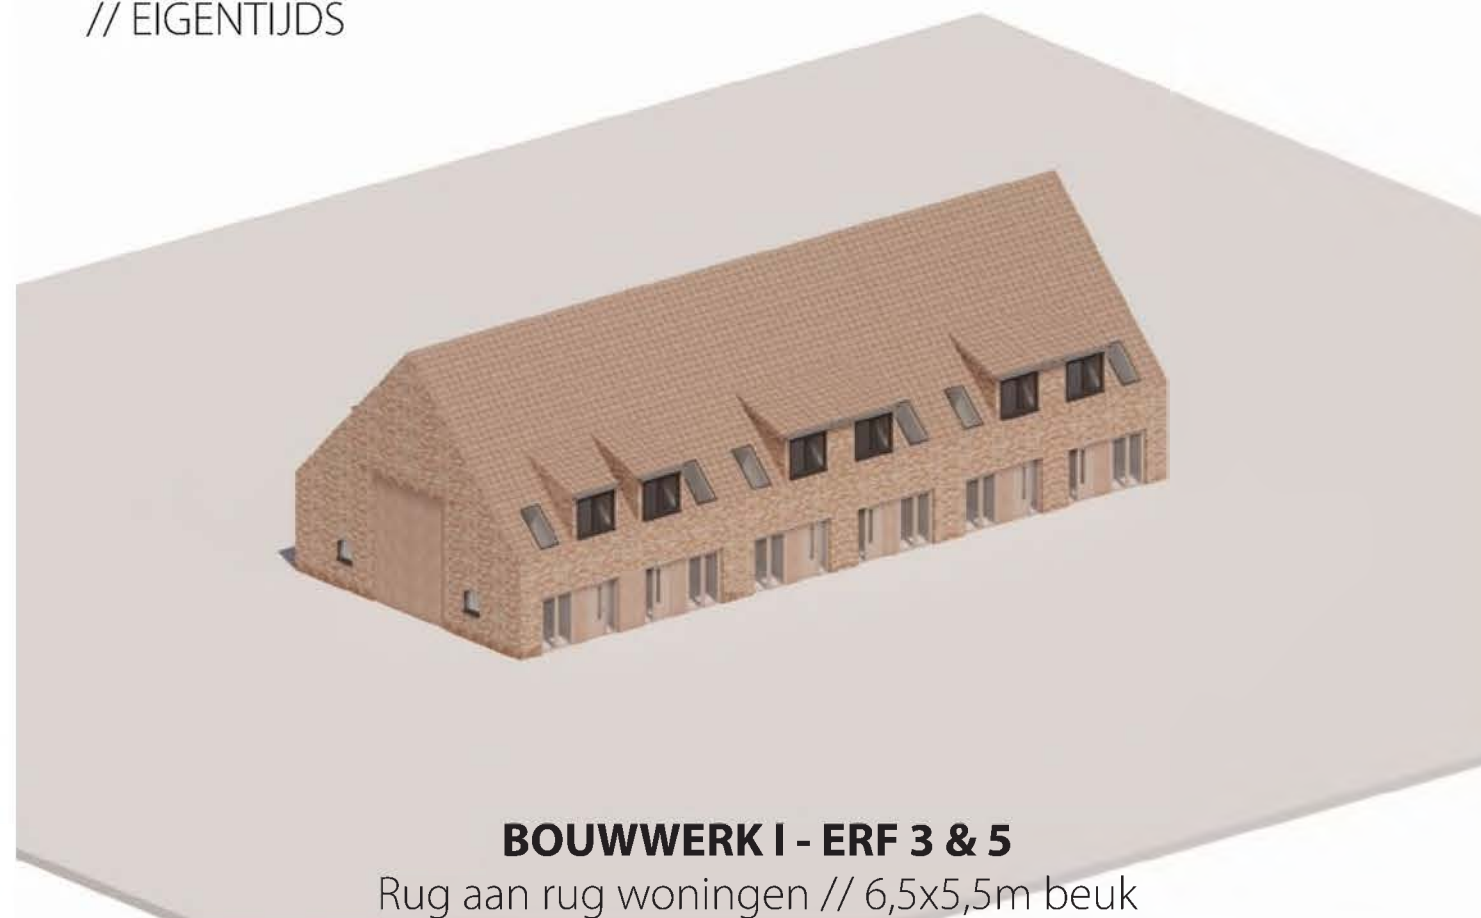 // EIGENTIJDS
BOUWWERK I - ERF 3 & 5
Rug aan rug woningen // 6,5x5,5m beuk